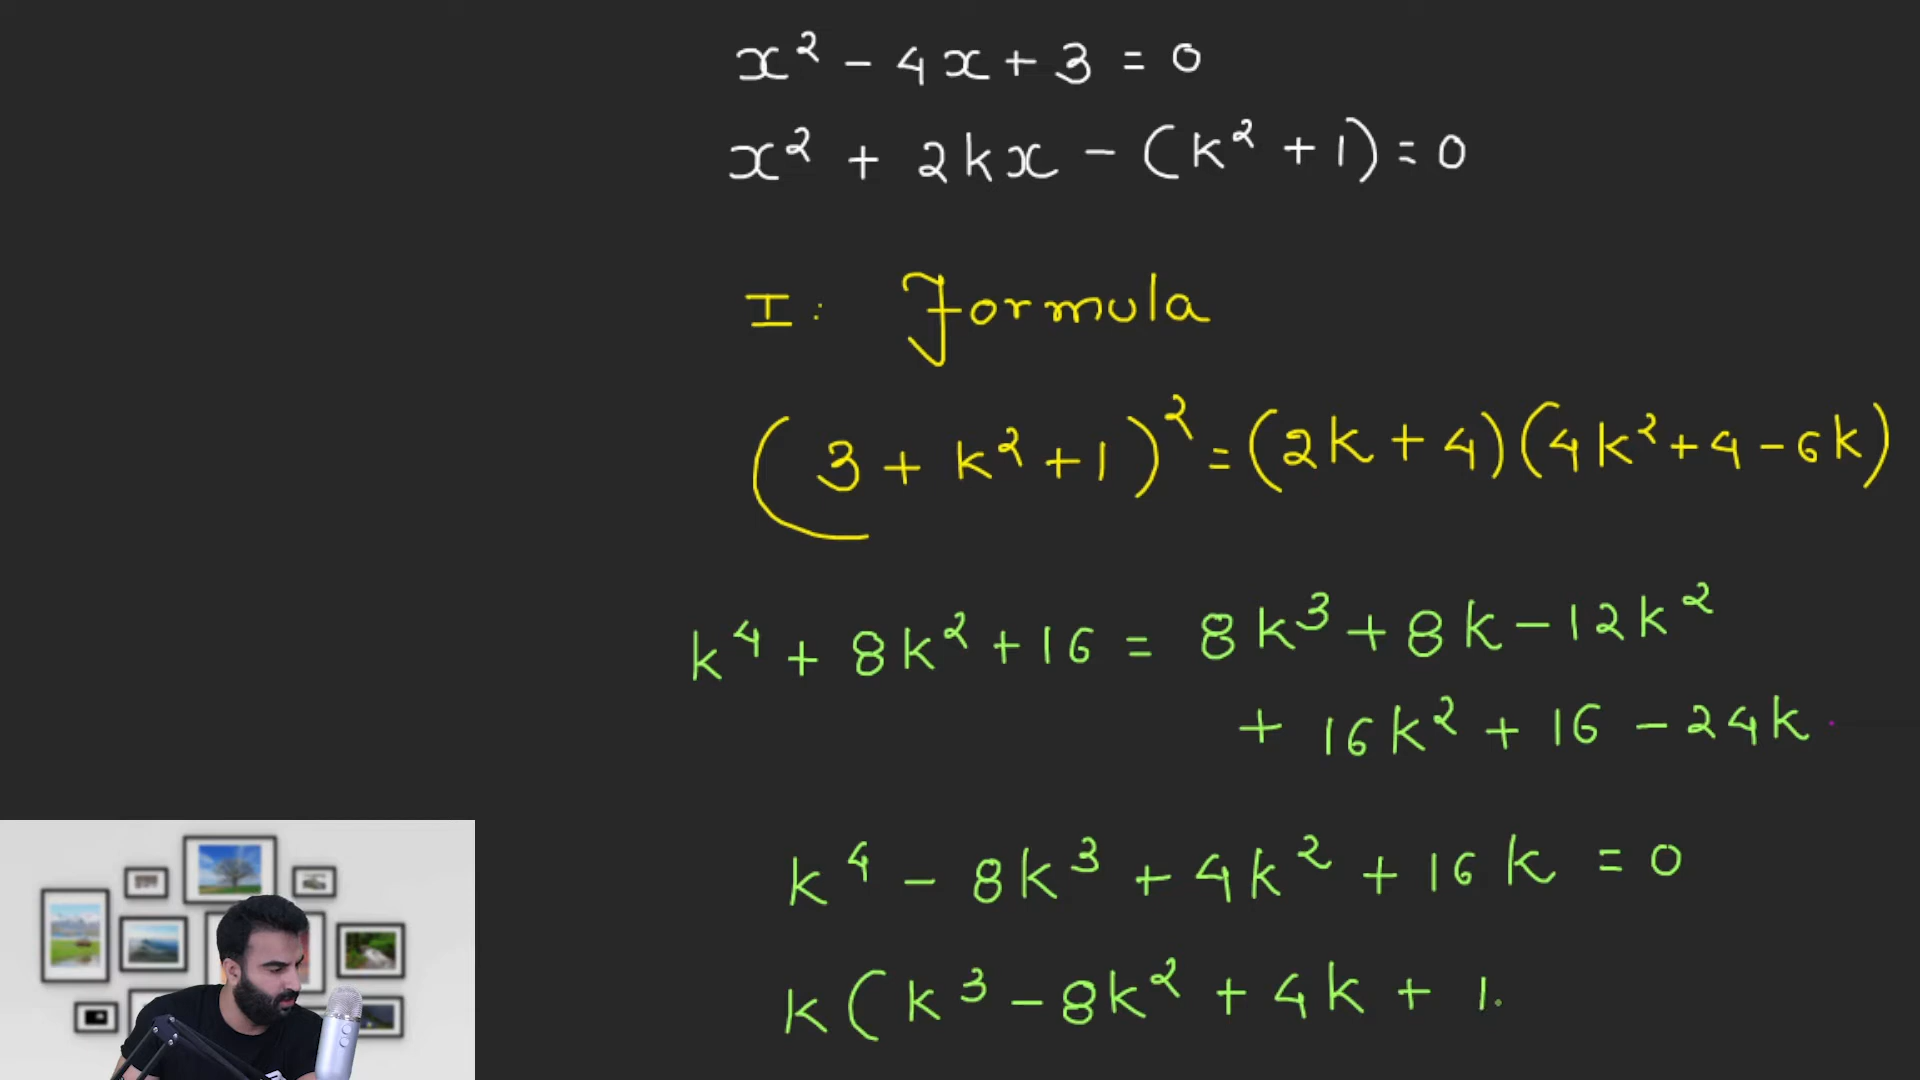 x² - 4x + 3 = 0
x² + 2kx - (k² + 1) = 0
I: Formula
(3 + k² + 1)² = (2k + 4)(4k² + 4 - 6k)
k⁴ + 8k² + 16 = 8k³ + 8k - 12k²
+ 16k² + 16 - 24k
k⁴ - 8k³ + 4k² + 16k = 0
k(k³ - 8k² + 4k + 1